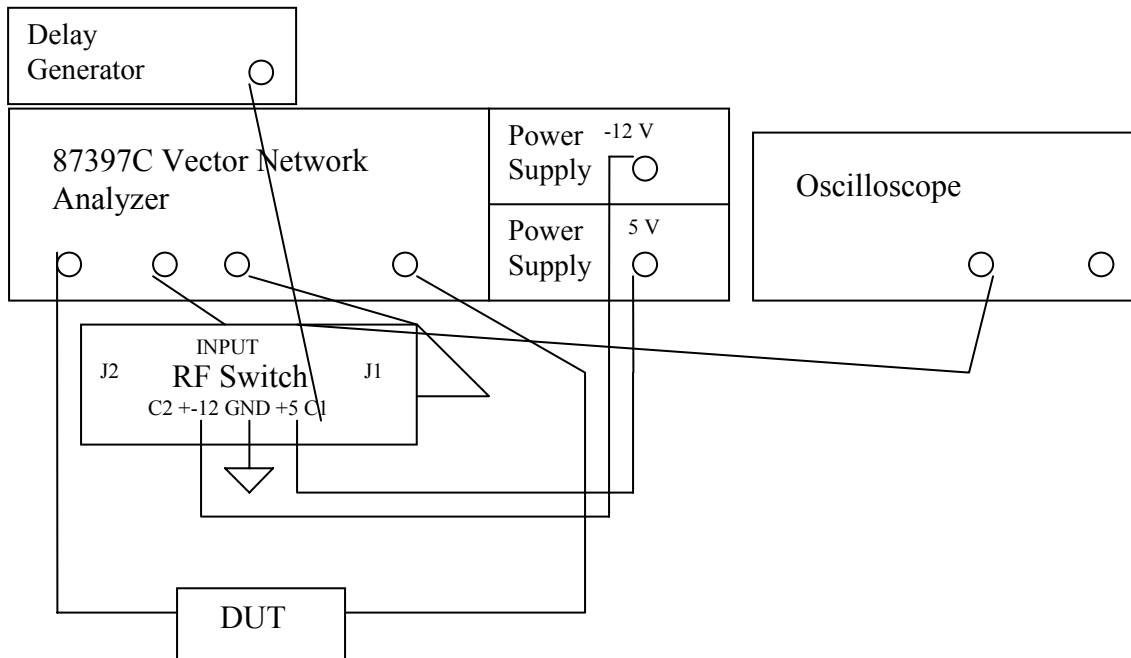 Delay
Generator
87397C Vector Network
Analyzer
Power
Supply
-12 V
Power
Supply
5 V
Oscilloscope
INPUT
J2
RF Switch
J1
C2 +-12 GND +5 C1
DUT